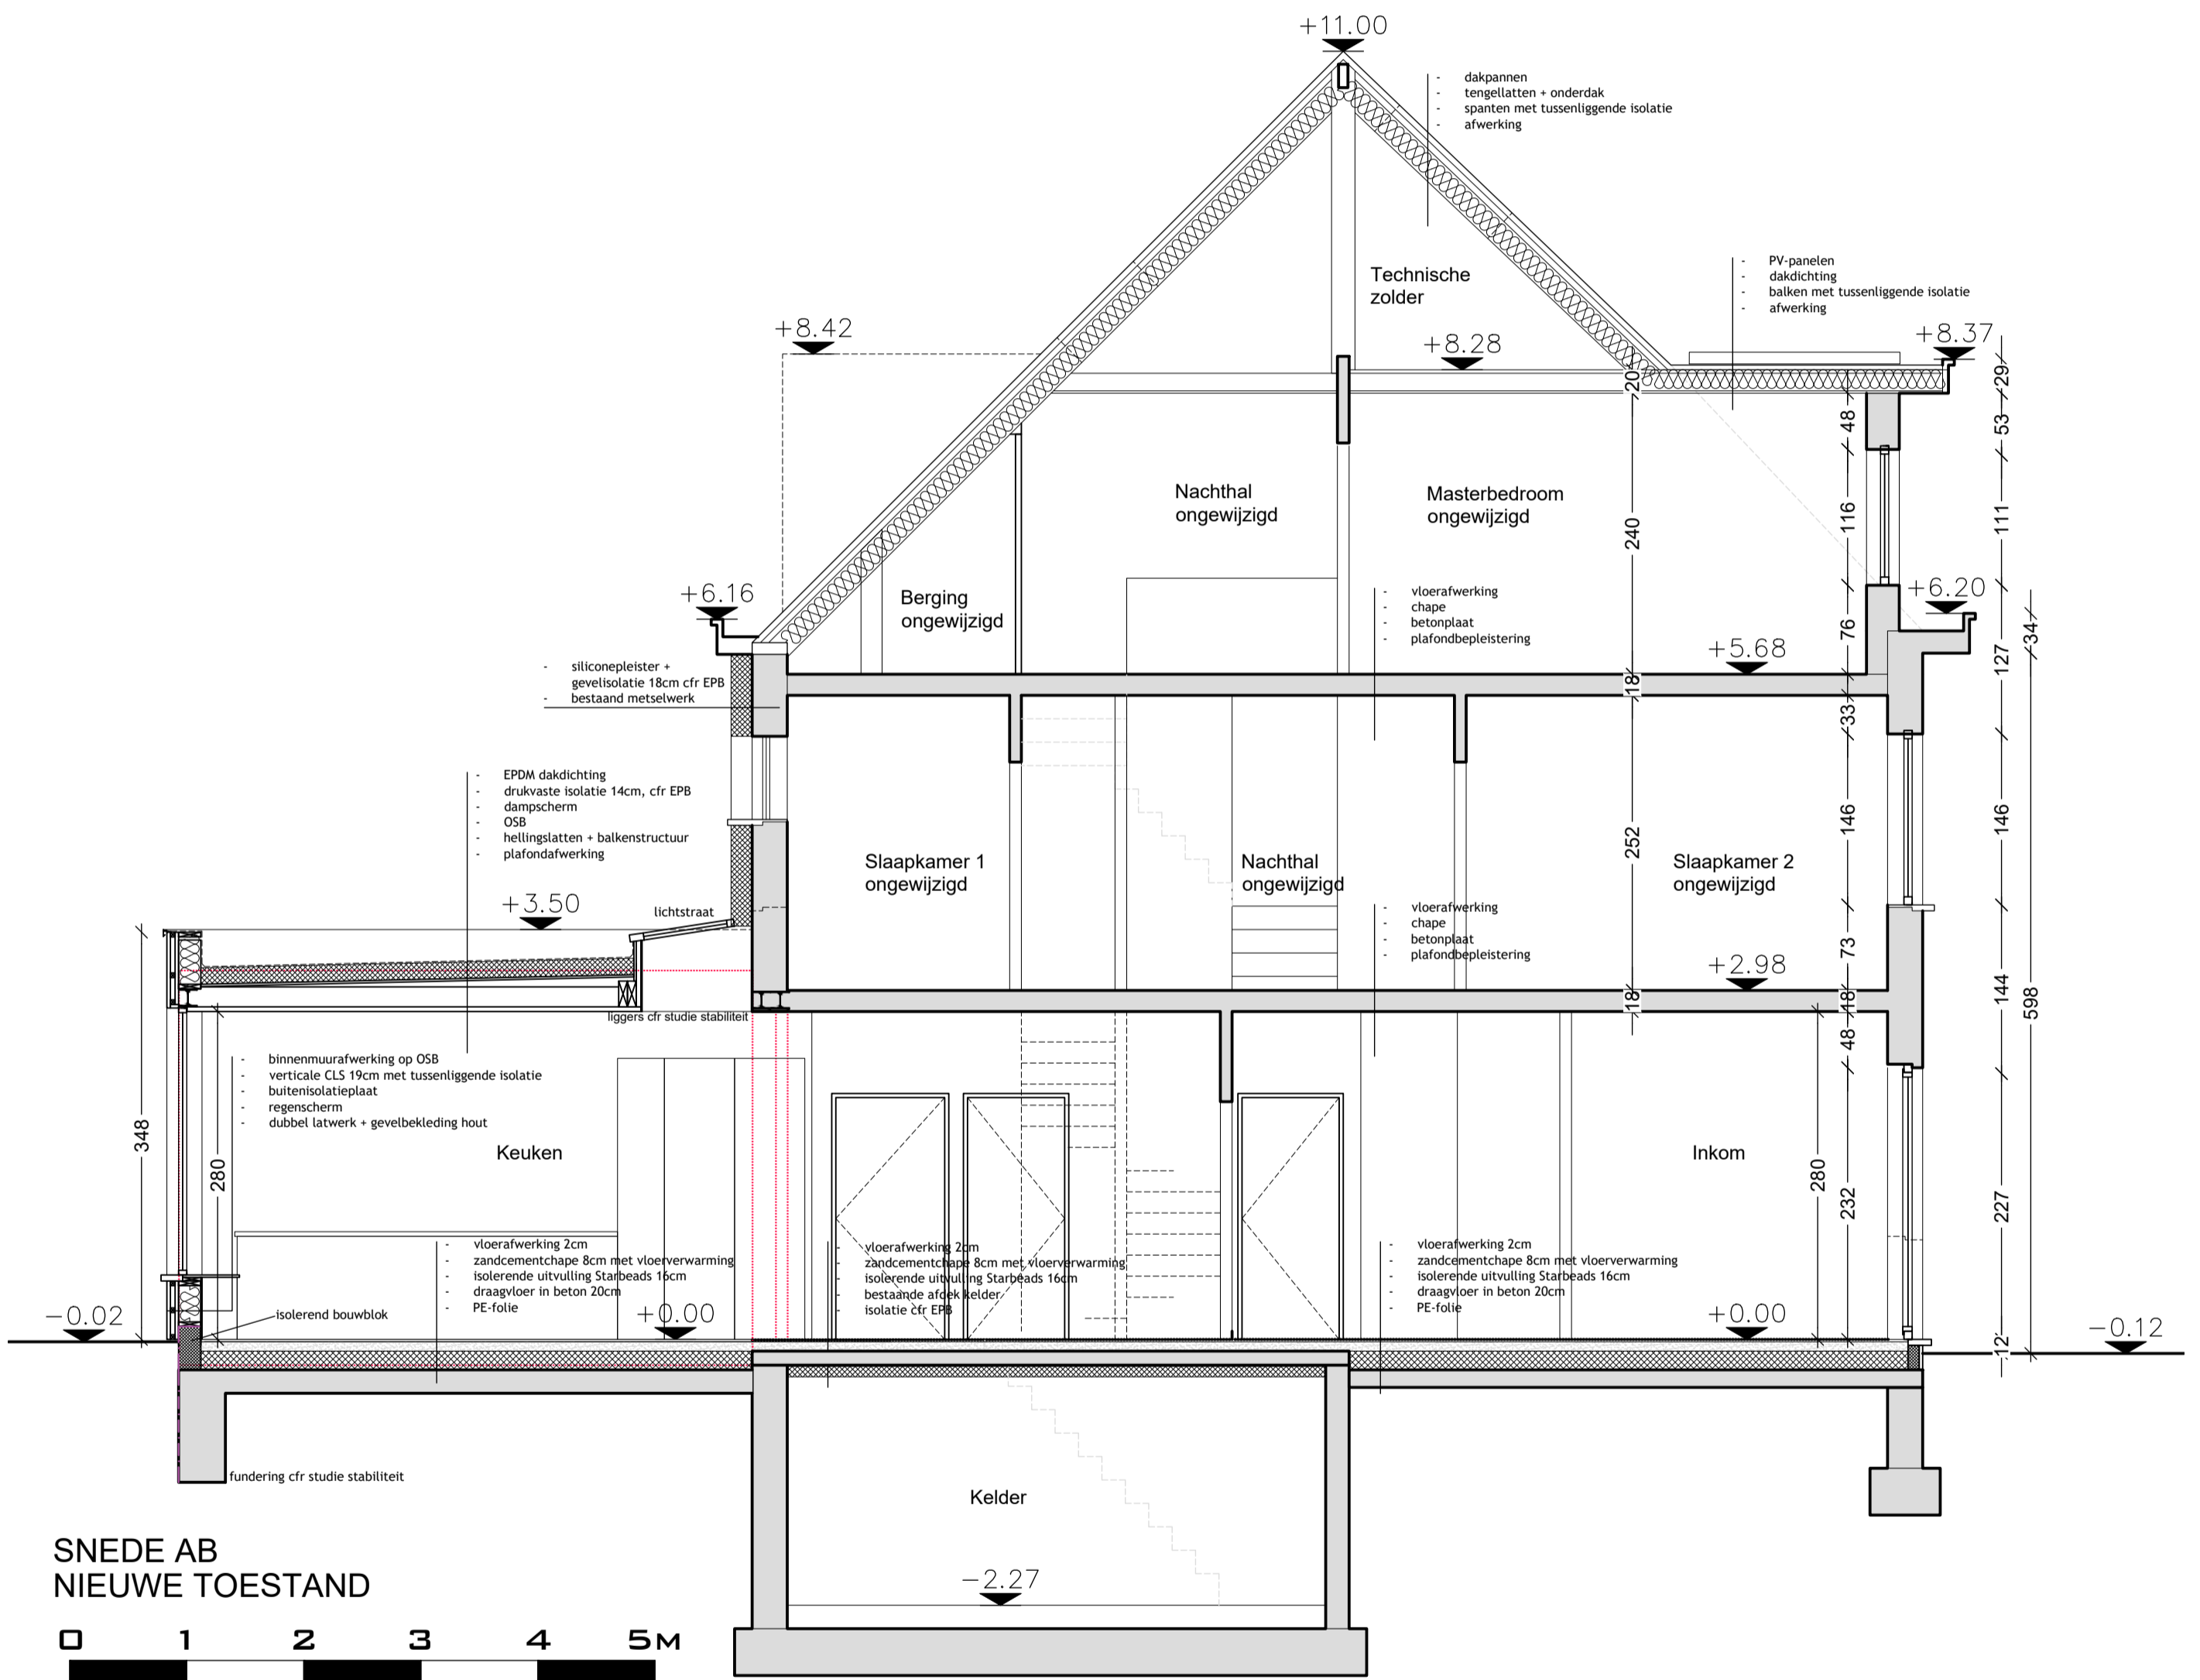 +11.00
- dakpannen
- tengellatten + onderdak
- spanten met tussenliggende isolatie
- afwerking
Technische
zolder
- PV-panelen
- dakdichting
- balken met tussenliggende isolatie
- afwerking
+8.42
+8.28
+8.37
20
29
48
53
Nachthal
ongewijzigd
Masterbedroom
ongewijzigd
240
116
111
+6.16
Berging
ongewijzigd
- vloerafwerking
- chape
- betonplaat
- plafondbepleistering
+6.20
34
76
127
+5.68
- siliconepleister +
gevelisolatie 18cm cfr EPB
- bestaand metselwerk
18
33
- EPDM dakdichting
- drukvaste isolatie 14cm, cfr EPB
- dampscherm
- OSB
- hellingslatten + balkenstructuur
- plafondafwerking
252
146
146
Slaapkamer 1
ongewijzigd
Nachthal
ongewijzigd
Slaapkamer 2
ongewijzigd
+3.50
lichtstraat
- vloerafwerking
- chape
- betonplaat
- plafondbepleistering
73
+2.98
144
598
18
18
liggers cfr studie stabiliteit
48
- binnenmuurafwerking op OSB
- verticale CLS 19cm met tussenliggende isolatie
- buitenisolatieplaat
- regenscherm
- dubbel latwerk + gevelbekleding hout
348
280
Keuken
Inkom
280
232
227
- vloerafwerking 2cm
- zandcementchape 8cm met vloerverwarming
- isolerende uitvulling Starbeads 16cm
- draagvloer in beton 20cm
- PE-folie
- vloerafwerking 2cm
- zandcementchape 8cm met vloerverwarming
- isolerende uitvulling Starbeads 16cm
- bestaande afdek kelder
- isolatie cfr EPB
- vloerafwerking 2cm
- zandcementchape 8cm met vloerverwarming
- isolerende uitvulling Starbeads 16cm
- draagvloer in beton 20cm
- PE-folie
-0.02
isolerend bouwblok
+0.00
+0.00
12
-0.12
fundering cfr studie stabiliteit
Kelder
-2.27
SNEDE AB
NIEUWE TOESTAND
0 1 2 3 4 5M